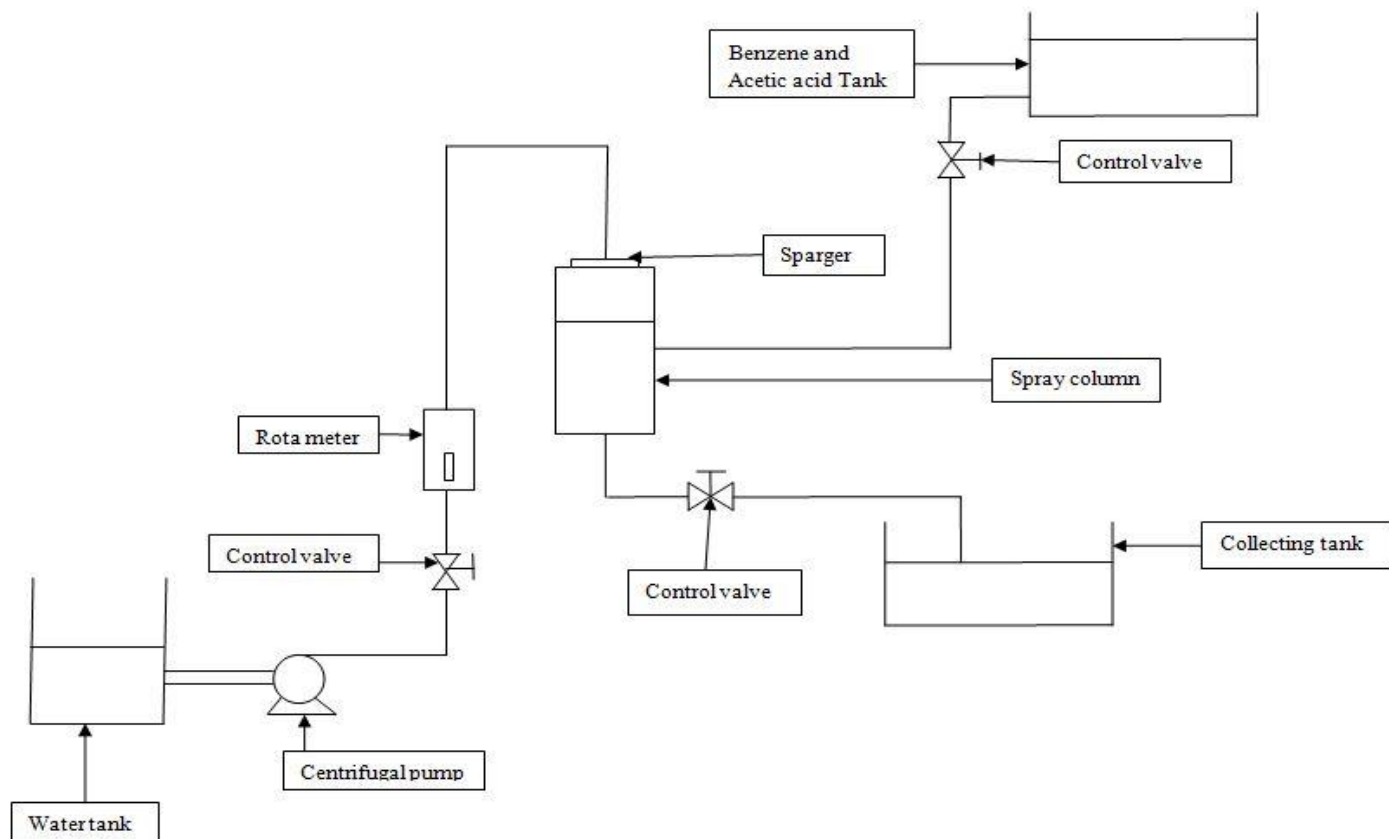 Benzene and
Acetic acid Tank
Control valve
Sparger
Spray column
Rota meter
Control valve
Collecting tank
Control valve
Centrifugal pump
Water tank